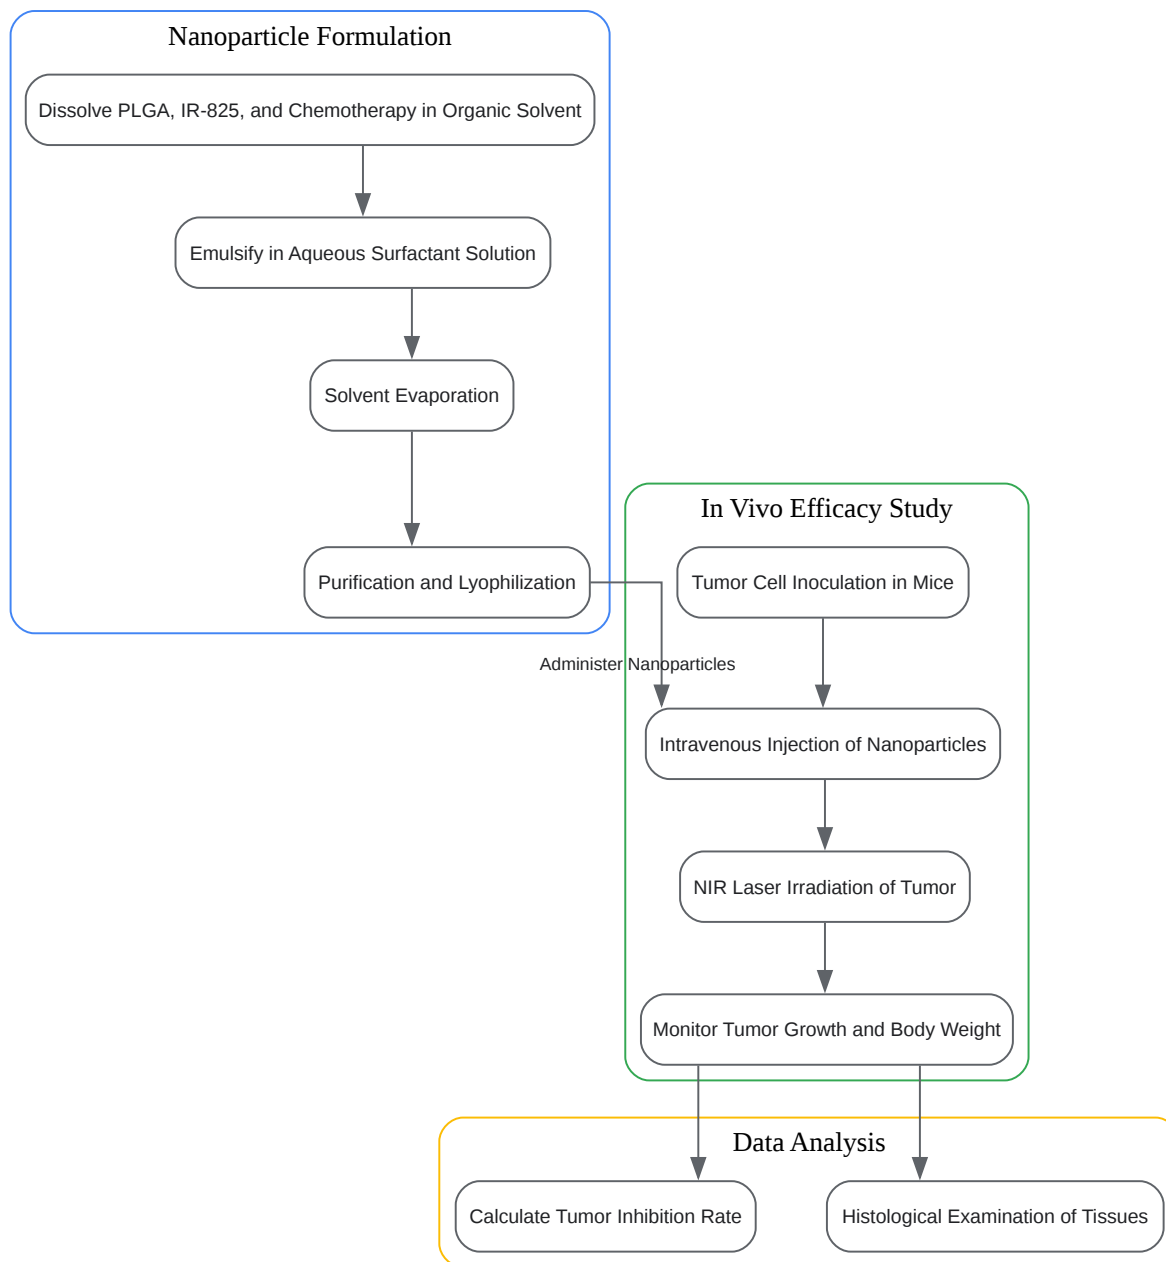 Nanoparticle Formulation
Dissolve PLGA, IR-825, and Chemotherapy in Organic Solvent
Emulsify in Aqueous Surfactant Solution
Solvent Evaporation
Purification and Lyophilization
In Vivo Efficacy Study
Tumor Cell Inoculation in Mice
Administer Nanoparticles
Intravenous Injection of Nanoparticles
NIR Laser Irradiation of Tumor
Monitor Tumor Growth and Body Weight
Data Analysis
Calculate Tumor Inhibition Rate
Histological Examination of Tissues